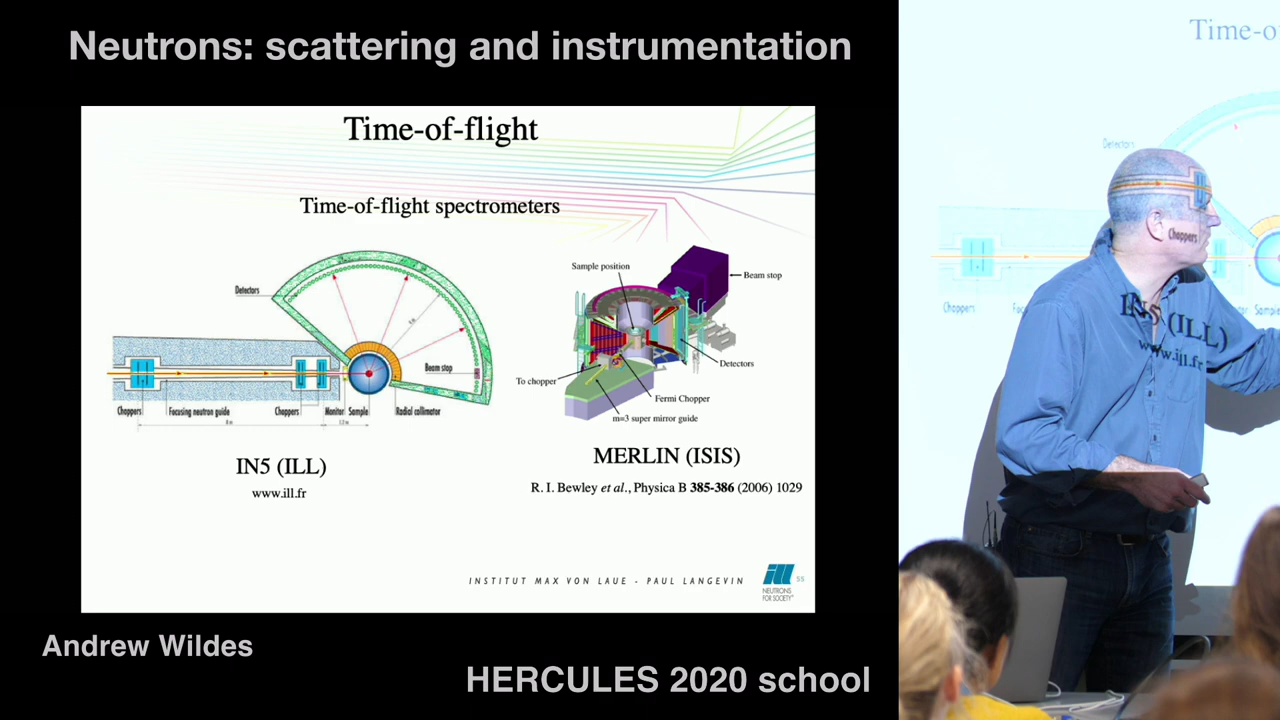 Neutrons: scattering and instrumentation
Time-of-flight
Time-of-flight spectrometers
Detectors
Beam stop
Choppers
Focusing neutron guide
Choppers
Monitor
Sample
Radial collimator
IN5 (ILL)
www.ill.fr
Sample position
Beam stop
Detectors
To chopper
Fermi Chopper
m=3 super mirror guide
MERLIN (ISIS)
R. I. Bewley et al., Physica B 385-386 (2006) 1029
INSTITUT MAX VON LAUE - PAUL LANGEVIN
ill
NEUTRONS
FOR SOCIETY
55
Andrew Wildes
HERCULES 2020 school
Time-o
Detectors
Choppers
Choppers
IN5 (ILL)
www.ill.fr